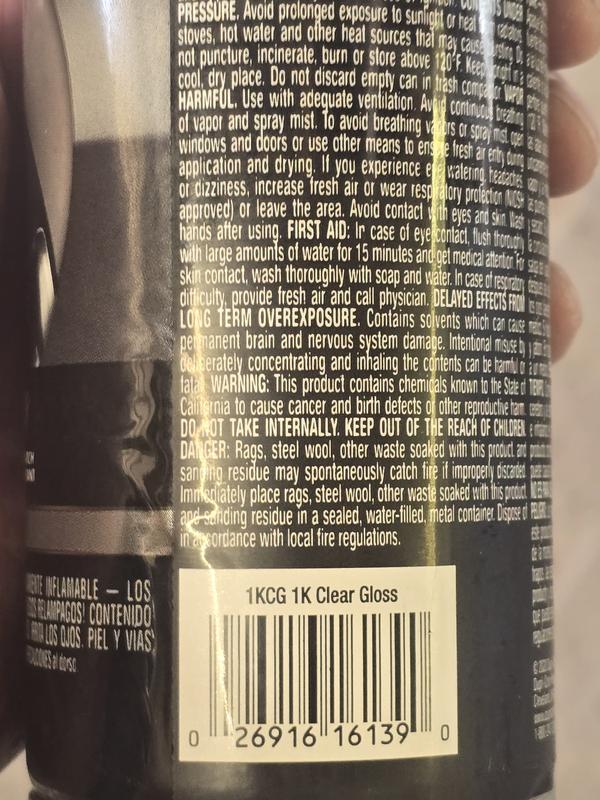 PRESSURE. Avoid prolonged exposure to sunlight or heat
stoves, hot water and other heat sources that may cause bursting. Do
not puncture, incinerate, burn or store above 120°F. Keep
cool, dry place. Do not discard empty can in trash compactor. VAPOR
HARMFUL. Use with adequate ventilation. Avoid continuous breathing
of vapor and spray mist. To avoid breathing vapors or spray mist, open
windows and doors or use other means to ensure fresh air entry during
application and drying. If you experience eye watering, headaches
or dizziness, increase fresh air or wear respiratory protection (NIOSH
approved) or leave the area. Avoid contact with eyes and skin. Wash
hands after using. FIRST AID: In case of eye contact, flush thoroughly
with large amounts of water for 15 minutes and get medical attention. For
skin contact, wash thoroughly with soap and water. In case of respiratory
difficulty, provide fresh air and call physician. DELAYED EFFECTS FROM
LONG TERM OVEREXPOSURE. Contains solvents which can cause
permanent brain and nervous system damage. Intentional misuse by
deliberately concentrating and inhaling the contents can be harmful or
fatal. WARNING: This product contains chemicals known to the State of
California to cause cancer and birth defects or other reproductive harm.
DO NOT TAKE INTERNALLY. KEEP OUT OF THE REACH OF CHILDREN.
DANGER: Rags, steel wool, other waste soaked with this product, and
sanding residue may spontaneously catch fire if improperly discarded.
Immediately place rags, steel wool, other waste soaked with this product,
and sanding residue in a sealed, water-filled, metal container. Dispose of
in accordance with local fire regulations.
INFLAMABLE — LOS
CONTENIDO
LOS OJOS, PIEL Y VIAS
al dorso
1KCG 1K Clear Gloss
0 26916 16139 0